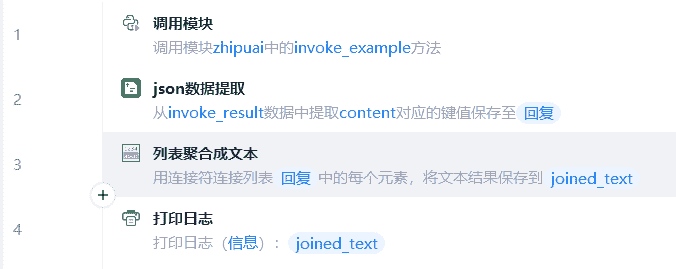 1
调用模块
调用模块zhipuai中的invoke_example方法
2
json数据提取
从invoke_result数据中提取content对应的键值保存至 回复
3
列表聚合成文本
用连接符连接列表 回复 中的每个元素，将文本结果保存到 joined_text
4
打印日志
打印日志（信息）： joined_text